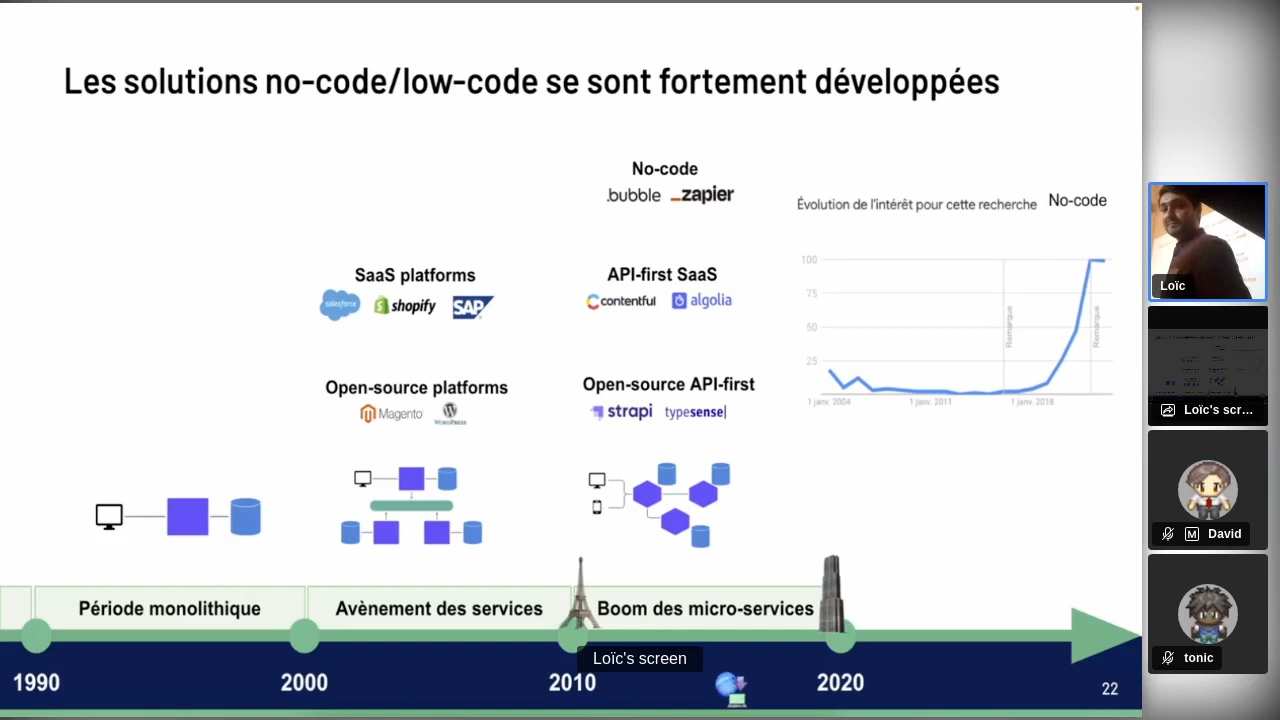 Les solutions no-code/low-code se sont fortement développées
No-code
.bubble zapier
Évolution de l'intérêt pour cette recherche No-code
SaaS platforms
salesforce shopify SAP
API-first SaaS
contentful algolia
100
75
50
25
Remarque
Remarque
1 janv. 2004 1 janv. 2011 1 janv. 2018
Open-source platforms
Magento WORDPRESS
Open-source API-first
strapi typesense|
Période monolithique
Avènement des services
Boom des micro-services
Loïc's screen
1990 2000 2010 2020
22
Loïc
Loïc's scr…
M David
tonic